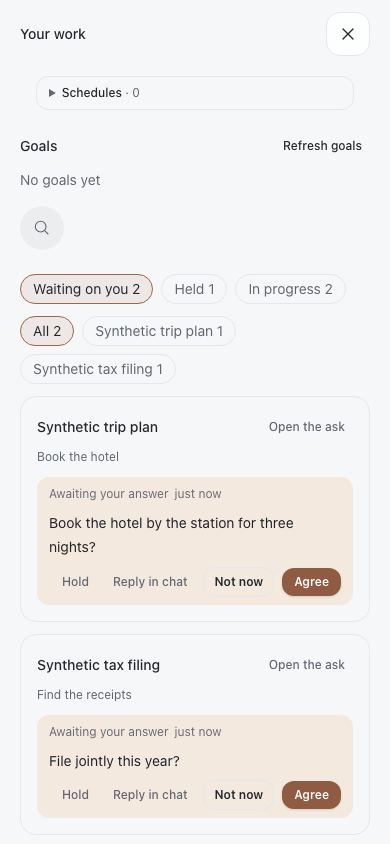 Your work
Schedules · 0
Goals
Refresh goals
No goals yet
Waiting on you 2
Held 1
In progress 2
All 2
Synthetic trip plan 1
Synthetic tax filing 1
Synthetic trip plan
Open the ask
Book the hotel
Awaiting your answer just now
Book the hotel by the station for three
nights?
Hold
Reply in chat
Not now
Agree
Synthetic tax filing
Open the ask
Find the receipts
Awaiting your answer just now
File jointly this year?
Hold
Reply in chat
Not now
Agree